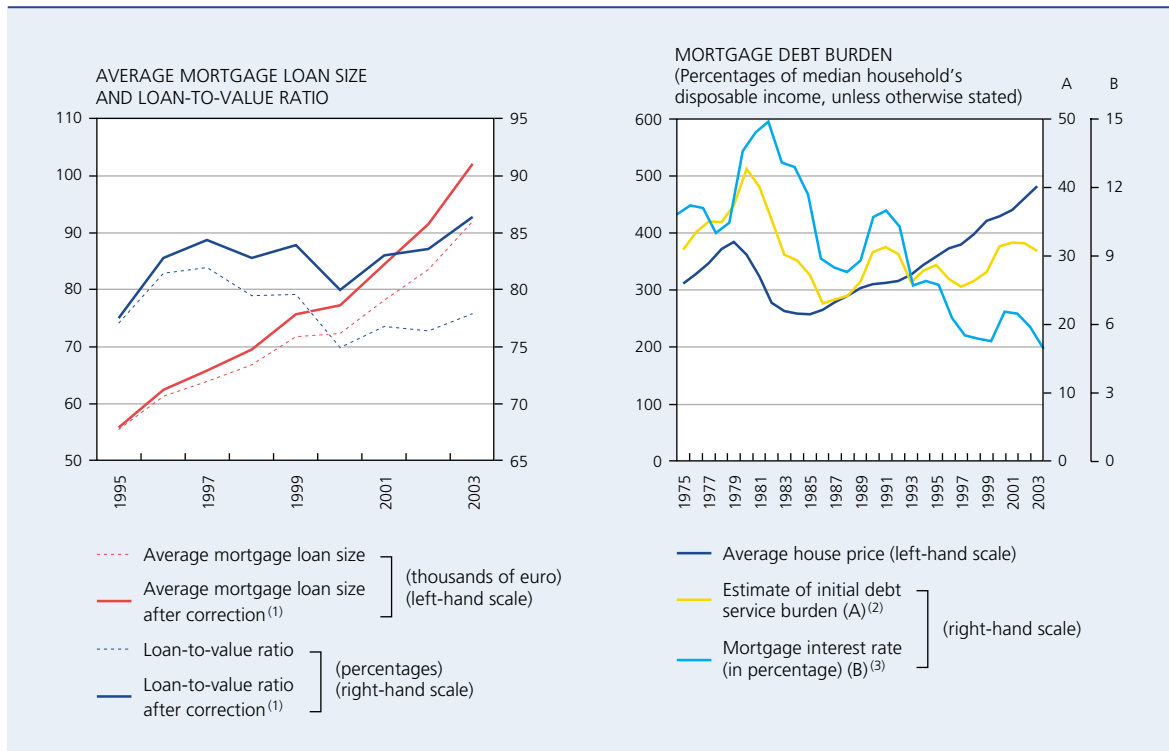 AVERAGE MORTGAGE LOAN SIZE
AND LOAN-TO-VALUE RATIO
110
100
90
80
70
60
50
95
90
85
80
75
70
65
1995
1997
1999
2001
2003
Average mortgage loan size
Average mortgage loan size
after correction (1)
(thousands of euro)
(left-hand scale)
Loan-to-value ratio
Loan-to-value ratio
after correction (1)
(percentages)
(right-hand scale)
MORTGAGE DEBT BURDEN
(Percentages of median household's
disposable income, unless otherwise stated)
A
B
600
500
400
300
200
100
0
50
40
30
20
10
0
15
12
9
6
3
0
1975
1977
1979
1981
1983
1985
1987
1989
1991
1993
1995
1997
1999
2001
2003
Average house price (left-hand scale)
Estimate of initial debt
service burden (A) (2)
Mortgage interest rate
(in percentage) (B) (3)
(right-hand scale)